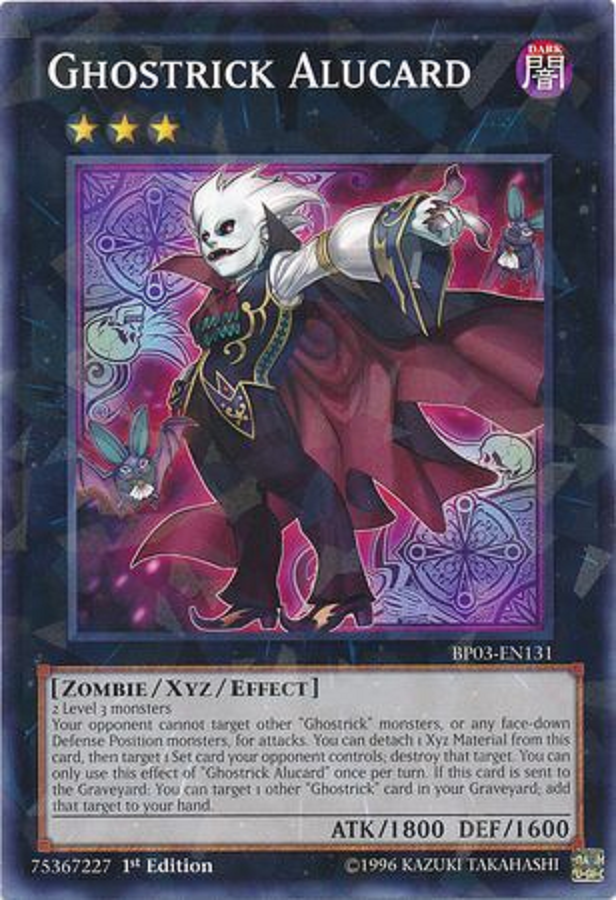 GHOSTRICK ALUCARD
DARK
闇
BP03-EN131
[ZOMBIE/XYZ/EFFECT]
2 Level 3 monsters
Your opponent cannot target other "Ghostrick" monsters, or any face-down
Defense Position monsters, for attacks. You can detach 1 Xyz Material from this
card, then target 1 Set card your opponent controls; destroy that target. You can
only use this effect of "Ghostrick Alucard" once per turn. If this card is sent to
the Graveyard: You can target 1 other "Ghostrick" card in your Graveyard; add
that target to your hand.
ATK/1800 DEF/1600
75367227 1st Edition ©1996 KAZUKI TAKAHASHI